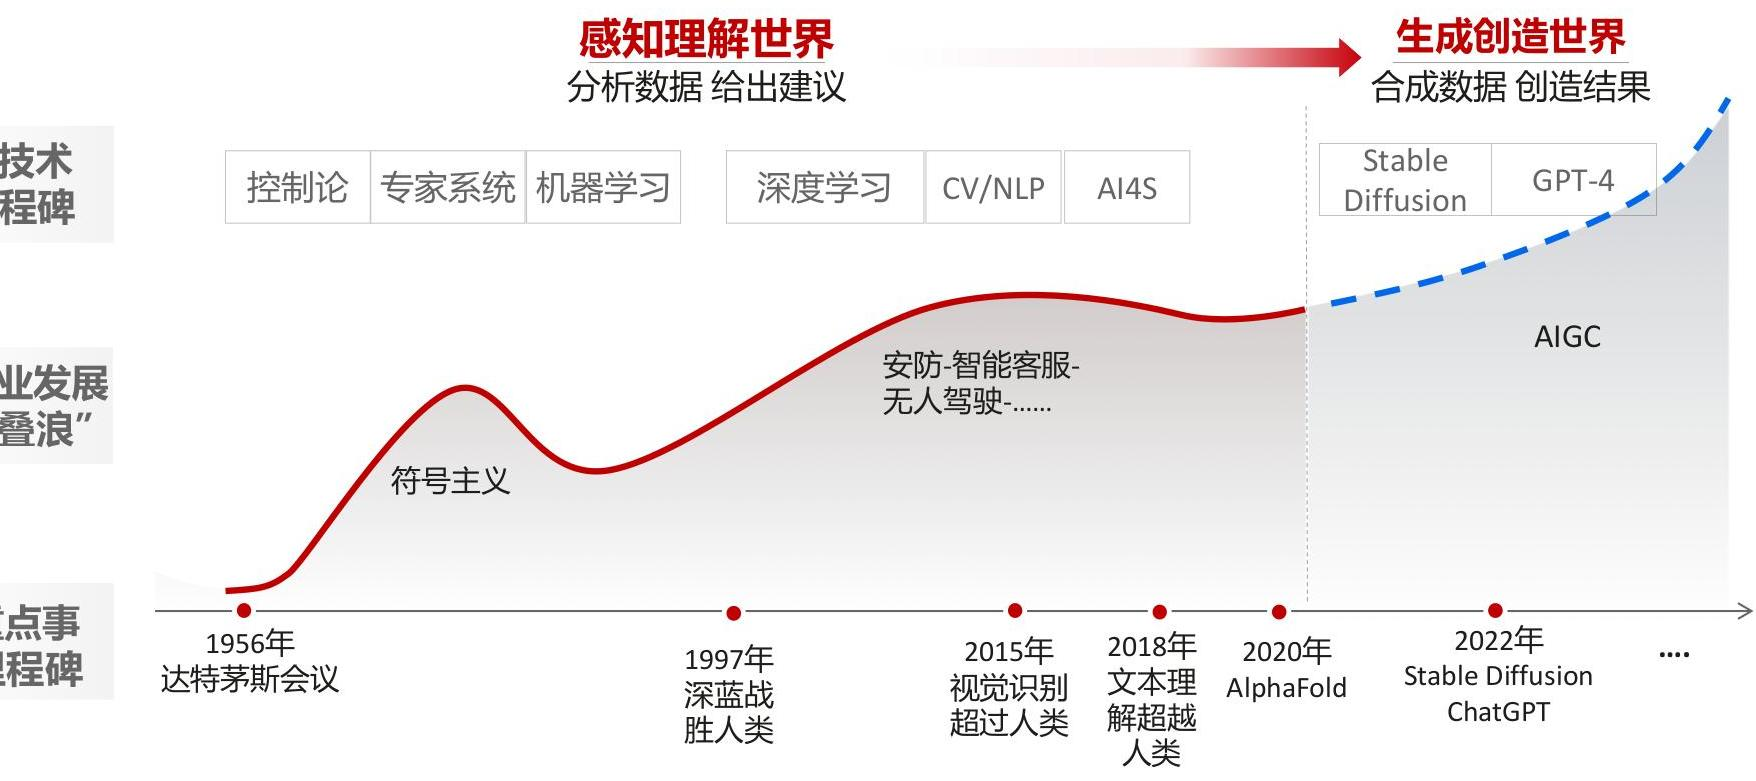 感知理解世界
分析数据 给出建议
生成创造世界
合成数据 创造结果
技术
程碑
控制论
专家系统
机器学习
深度学习
CV/NLP
AI4S
Stable
Diffusion
GPT-4
业发展
叠浪”
符号主义
安防-智能客服-
无人驾驶-......
AIGC
点事
程碑
1956年
达特茅斯会议
1997年
深蓝战
胜人类
2015年
视觉识别
超过人类
2018年
文本理
解超越
人类
2020年
AlphaFold
2022年
Stable Diffusion
ChatGPT
....